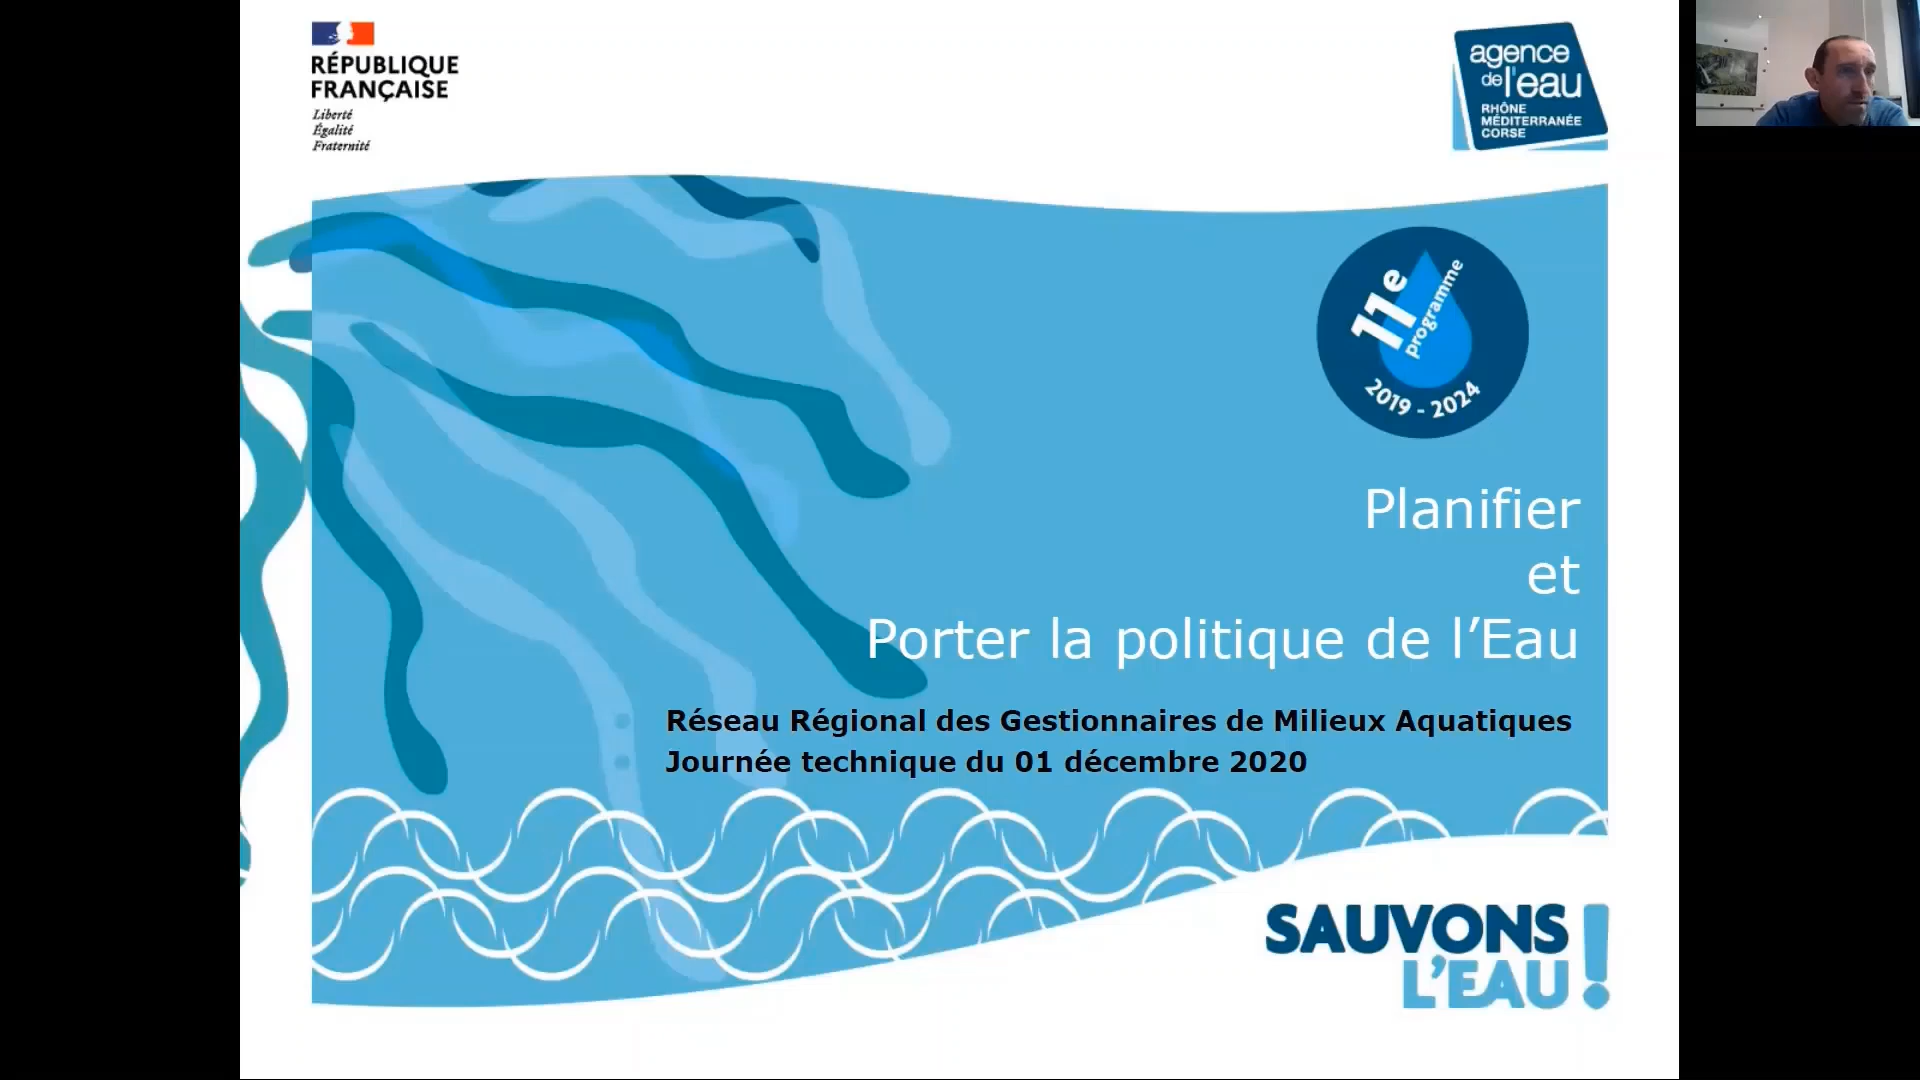 RÉPUBLIQUE
FRANÇAISE
Liberté
Égalité
Fraternité
agence
de l'eau
RHÔNE
MÉDITERRANÉE
CORSE
11e
programme
2019 - 2024
Planifier
et
Porter la politique de l’Eau
Réseau Régional des Gestionnaires de Milieux Aquatiques
Journée technique du 01 décembre 2020
SAUVONS
L'EAU !